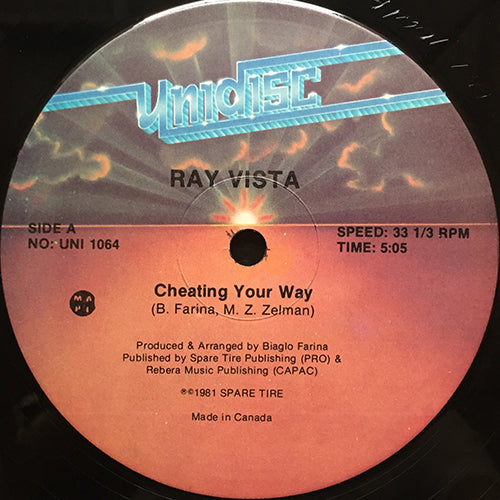 unidisc
RAY VISTA
SIDE A
NO: UNI 1064
SPEED: 33 1/3 RPM
TIME: 5:05
Cheating Your Way
(B. Farina, M. Z. Zelman)
MAPL
Produced & Arranged by Biaglo Farina
Published by Spare Tire Publishing (PRO) &
Rebera Music Publishing (CAPAC)
℗©1981 SPARE TIRE
Made in Canada